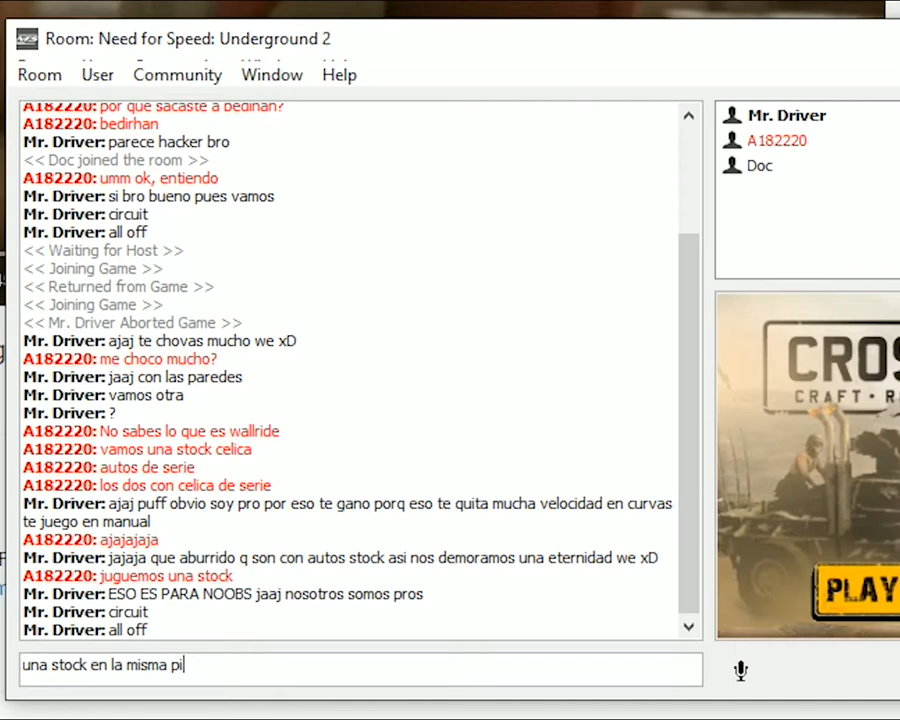 Room: Need for Speed: Underground 2
Room User Community Window Help
A182220: por que sacaste a bedihan?
A182220: bedirhan
Mr. Driver: parece hacker bro
<< Doc joined the room >>
A182220: umm ok, entiendo
Mr. Driver: si bro bueno pues vamos
Mr. Driver: circuit
Mr. Driver: all off
<< Waiting for Host >>
<< Joining Game >>
<< Returned from Game >>
<< Joining Game >>
<< Mr. Driver Aborted Game >>
Mr. Driver: ajaj te chovas mucho we xD
A182220: me choco mucho?
Mr. Driver: jaaj con las paredes
Mr. Driver: vamos otra
Mr. Driver: ?
A182220: No sabes lo que es wallride
A182220: vamos una stock celica
A182220: autos de serie
A182220: los dos con celica de serie
Mr. Driver: ajaj puff obvio soy pro por eso te gano porq eso te quita mucha velocidad en curvas
te juego en manual
A182220: ajajajaja
Mr. Driver: jajaja que aburrido q son con autos stock asi nos demoramos una eternidad we xD
A182220: juguemos una stock
Mr. Driver: ESO ES PARA NOOBS jaaj nosotros somos pros
Mr. Driver: circuit
Mr. Driver: all off
una stock en la misma pi
Mr. Driver
A182220
Doc
CROS
CRAFT • R
PLAY